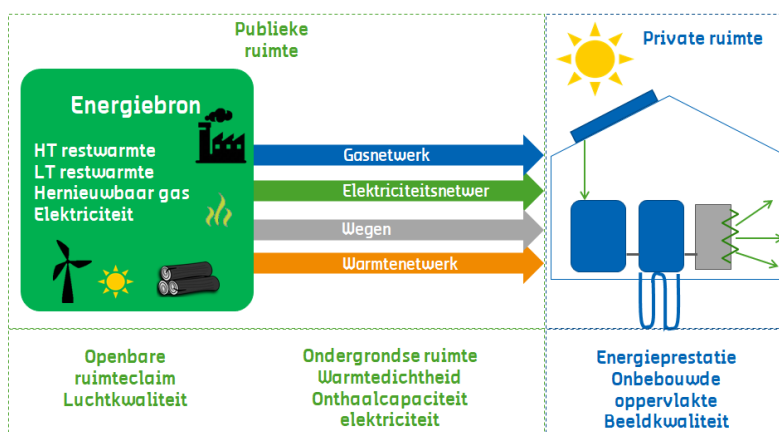 Publieke
ruimte
Private ruimte
Energiebron
HT restwarmte
LT restwarmte
Hernieuwbaar gas
Elektriciteit
Gasnetwerk
Elektriciteitsnetwer
Wegen
Warmtenetwerk
Openbare
ruimteclaim
Luchtkwaliteit
Ondergrondse ruimte
Warmtedichtheid
Onthaalcapaciteit
elektriciteit
Energieprestatie
Onbebouwde
oppervlakte
Beeldkwaliteit